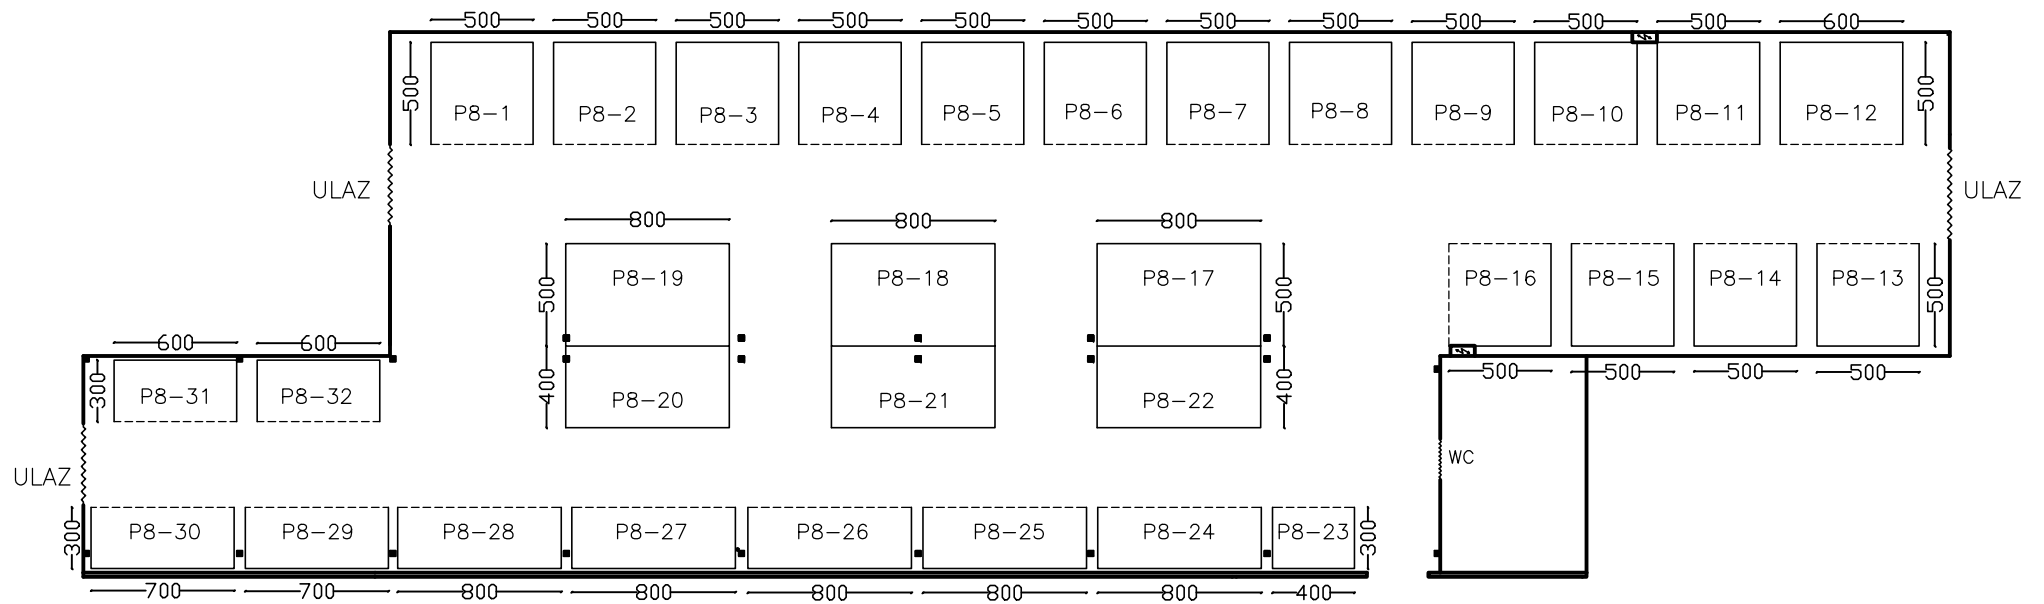 500 500 500 500 500 500 500 500 500 500 500 600
500 P8-1 P8-2 P8-3 P8-4 P8-5 P8-6 P8-7 P8-8 P8-9 P8-10 P8-11 P8-12 500
ULAZ ULAZ
800 800 800
500 P8-19 P8-18 P8-17 500 P8-16 P8-15 P8-14 P8-13 500
600 600
500 500 500 500
300 P8-31 P8-32 400 P8-20 P8-21 P8-22 400
WC
ULAZ
300 P8-30 P8-29 P8-28 P8-27 P8-26 P8-25 P8-24 P8-23 300
700 700 800 800 800 800 800 400